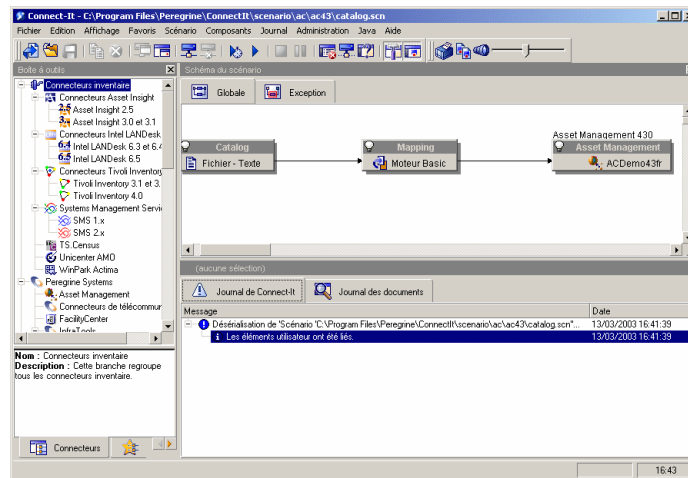 Connect-It - C:\Program Files\Peregrine\ConnectIt\scenario\ac\ac43\catalog.scn
Fichier Edition Affichage Favoris Scénario Composants Journal Administration Java Aide
Boîte à outils
Connecteurs inventaire
Connecteurs Asset Insight
2.5 Asset Insight 2.5
3.x Asset Insight 3.0 et 3.1
Connecteurs Intel LANDesk
6.4 Intel LANDesk 6.3 et 6.4
6.5 Intel LANDesk 6.5
Connecteurs Tivoli Inventory
Tivoli Inventory 3.1 et 3.
Tivoli Inventory 4.0
Systems Management Servi
SMS 1.x
SMS 2.x
TS.Census
Unicenter AMO
WinPark Actima
Peregrine Systems
Asset Management
Connecteurs de télécommur
FacilityCenter
InfraTools
Nom : Connecteurs inventaire
Description : Cette branche regroupe
tous les connecteurs inventaire.
Connecteurs
Schéma du scénario
Globale
Exception
Catalog
Fichier - Texte
Mapping
Moteur Basic
Asset Management 430
Asset Management
ACDemo43fr
(aucune sélection)
Journal de Connect-It
Journal des documents
Message
Date
Désérialisation de 'Scénario 'C:\Program Files\Peregrine\ConnectIt\scenario\ac\ac43\catalog.scn''...
13/03/2003 16:41:39
Les éléments utilisateur ont été liés.
13/03/2003 16:41:39
16:43